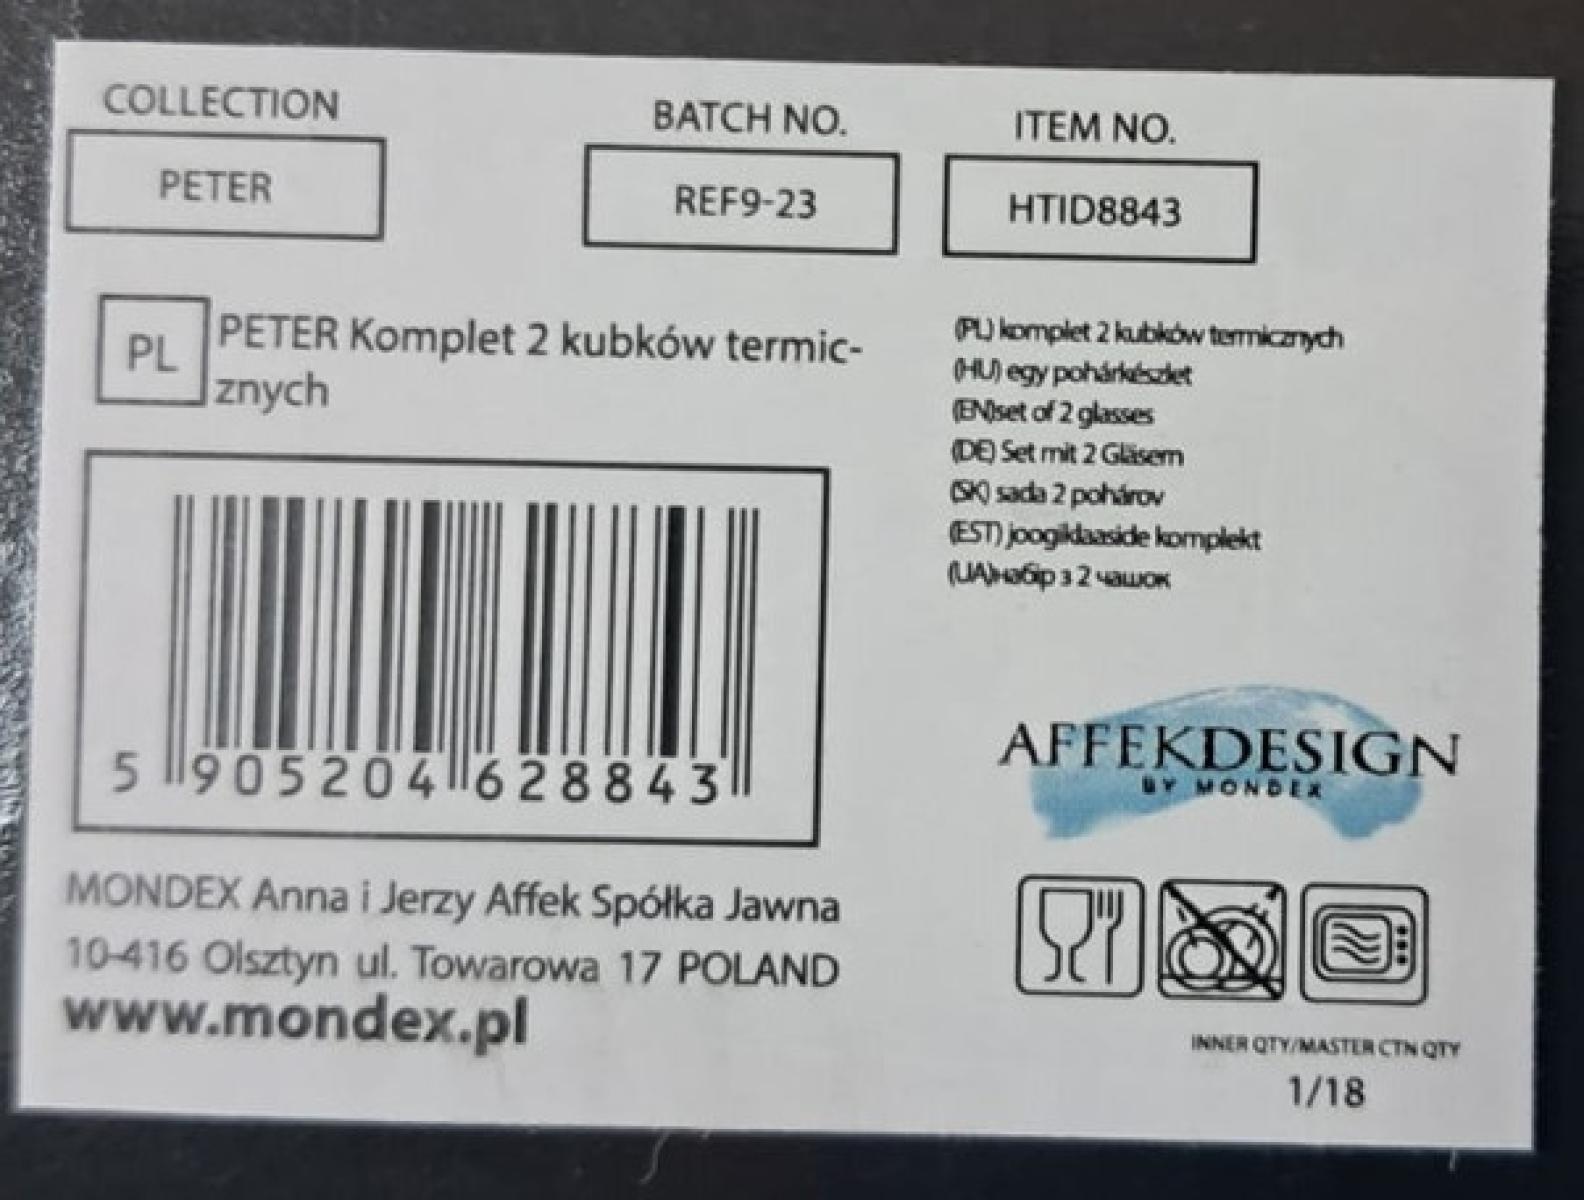 COLLECTION
PETER
BATCH NO.
REF9-23
ITEM NO.
HTID8843
PL
PETER Komplet 2 kubków termic-
znych
(PL) komplet 2 kubków termicznych
(HU) egy pohárkészlet
(EN)set of 2 glasses
(DE) Set mit 2 Gläsern
(SK) sada 2 pohárov
(EST) joogiklaaside komplekt
(UA)набір з 2 чашок
5 905204 628843
AFFEKDESIGN
BY MONDEX
MONDEX Anna i Jerzy Affek Spółka Jawna
10-416 Olsztyn ul. Towarowa 17 POLAND
www.mondex.pl
INNER QTY/MASTER CTN QTY
1/18